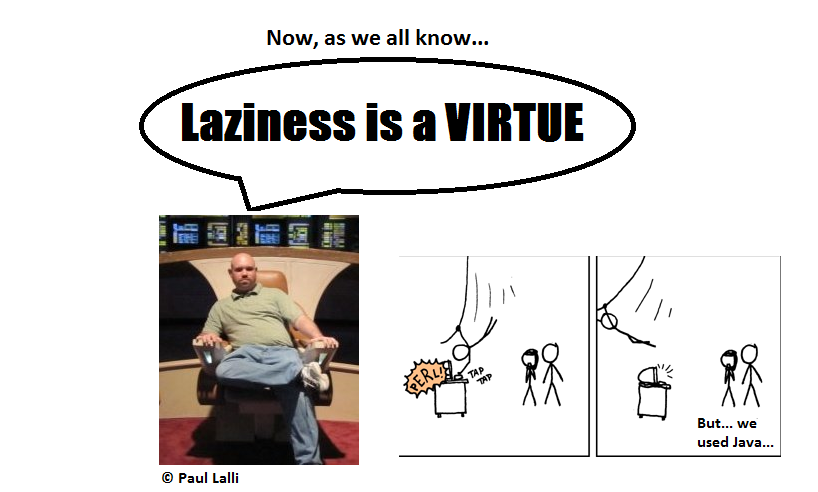 Now, as we all know...
Laziness is a VIRTUE
PERL!
TAP
TAP
But... we
used Java...
© Paul Lalli